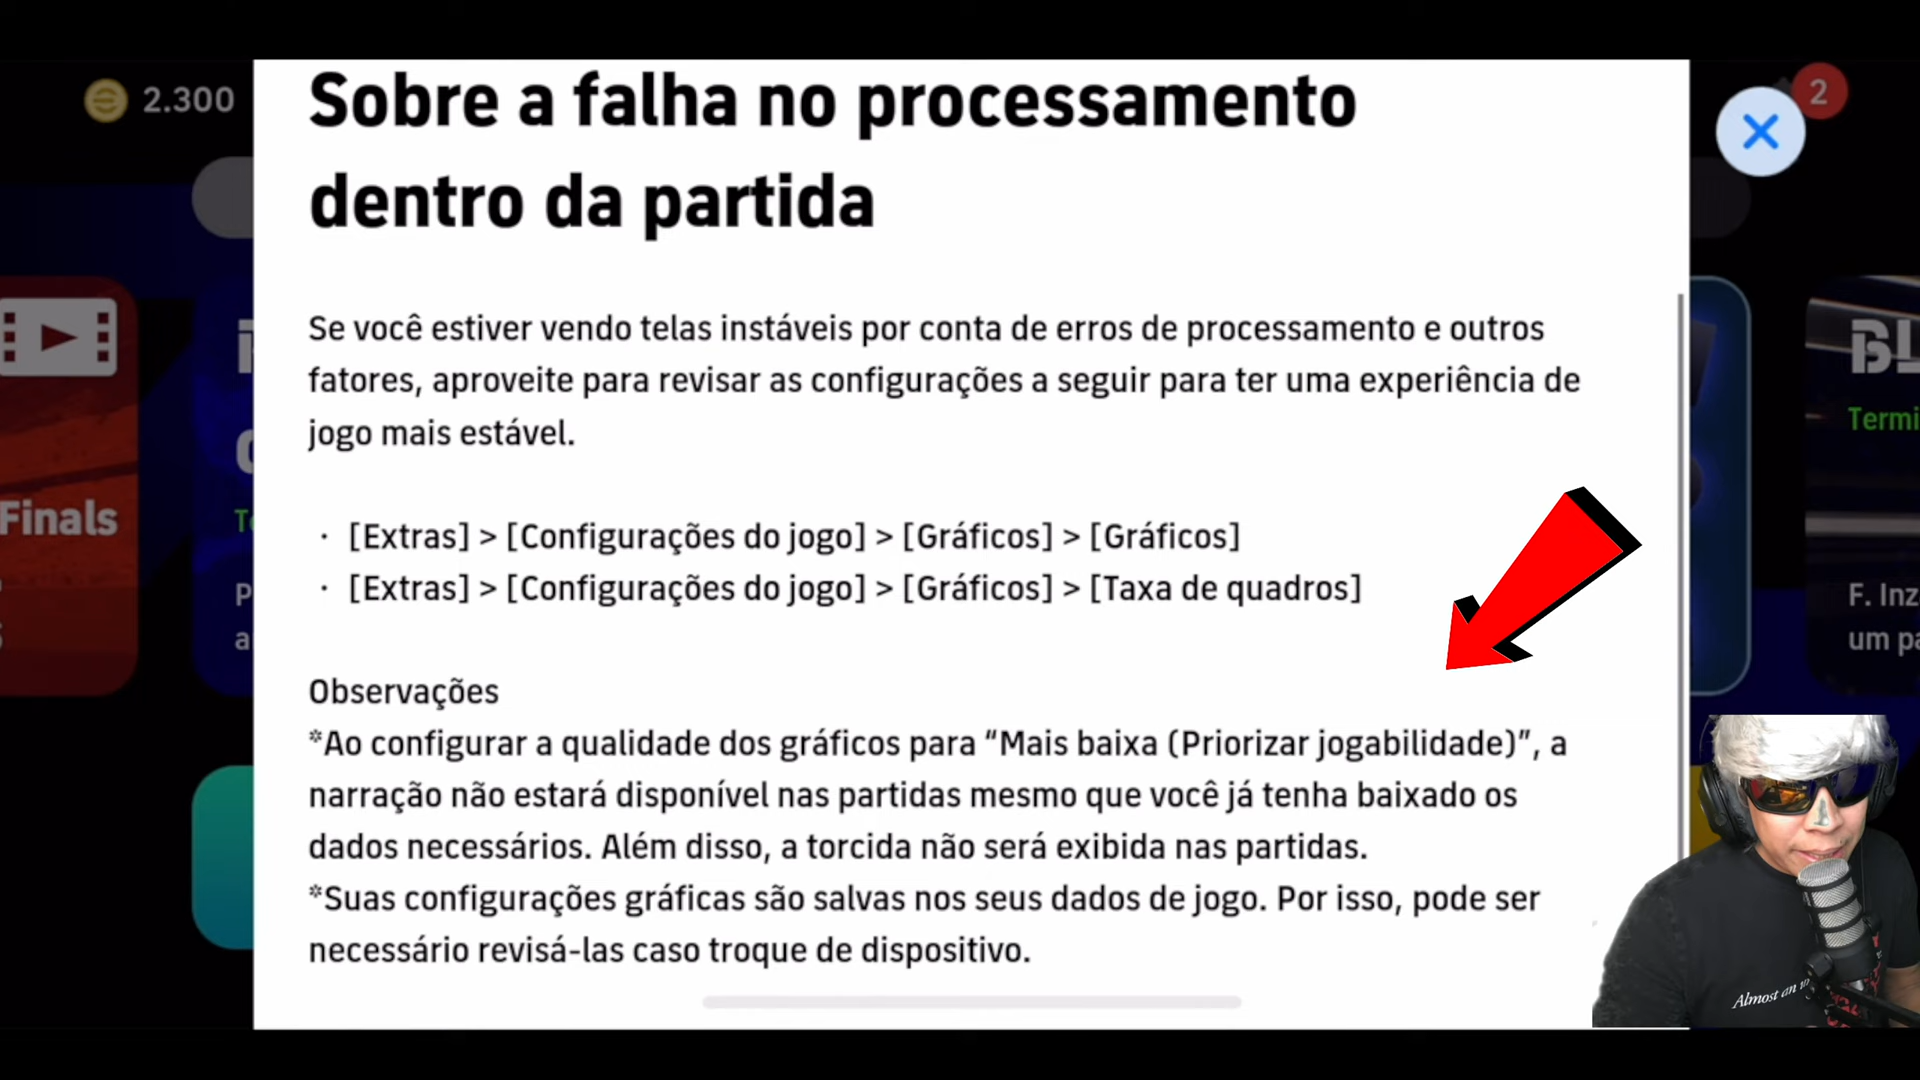 2.300
2
Sobre a falha no processamento
dentro da partida
Se você estiver vendo telas instáveis por conta de erros de processamento e outros
fatores, aproveite para revisar as configurações a seguir para ter uma experiência de
jogo mais estável.
· [Extras] > [Configurações do jogo] > [Gráficos] > [Gráficos]
· [Extras] > [Configurações do jogo] > [Gráficos] > [Taxa de quadros]
Observações
*Ao configurar a qualidade dos gráficos para “Mais baixa (Priorizar jogabilidade)”, a
narração não estará disponível nas partidas mesmo que você já tenha baixado os
dados necessários. Além disso, a torcida não será exibida nas partidas.
*Suas configurações gráficas são salvas nos seus dados de jogo. Por isso, pode ser
necessário revisá-las caso troque de dispositivo.
Finals
BL
Termi
F. Inz
um pa
Almost an